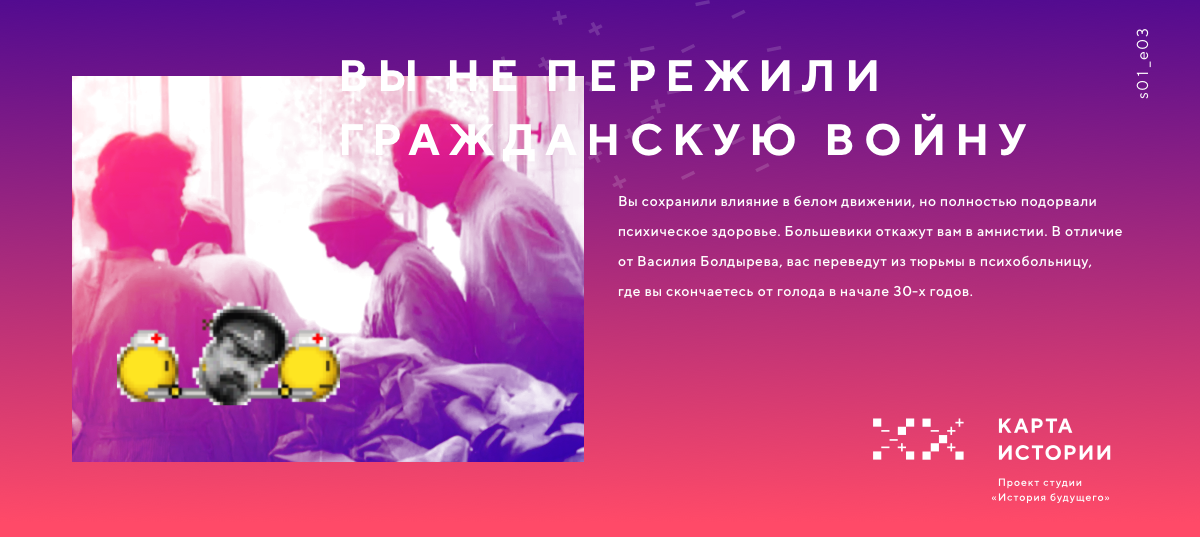 ВЫ НЕ ПЕРЕЖИЛИ
ГРАЖДАНСКУЮ ВОЙНУ
s01_e03
Вы сохранили влияние в белом движении, но полностью подорвали
психическое здоровье. Большевики откажут вам в амнистии. В отличие
от Василия Болдырева, вас переведут из тюрьмы в психобольницу,
где вы скончаетесь от голода в начале 30-х годов.
КАРТА
ИСТОРИИ
Проект студии
«История будущего»